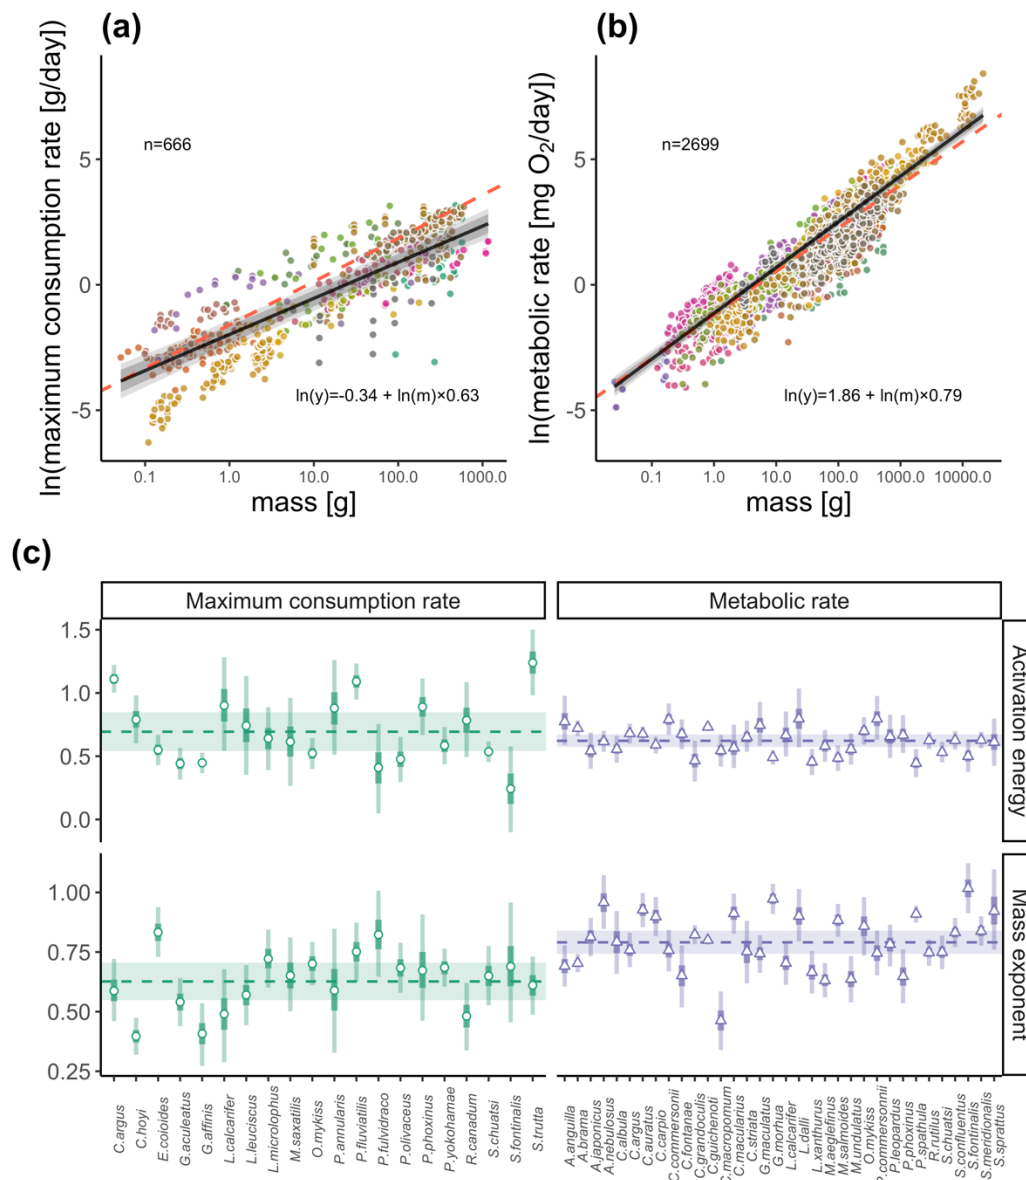 (a)
(b)
ln(maximum consumption rate [g/day])
n=666
5
0
-5
ln(y)=-0.34 + ln(m)×0.63
0.1 1.0 10.0 100.0 1000.0
mass [g]
ln(metabolic rate [mg O2/day])
n=2699
5
0
-5
ln(y)=1.86 + ln(m)×0.79
0.1 1.0 10.0 100.0 1000.0 10000.0
mass [g]
(c)
Maximum consumption rate
Metabolic rate
1.5
1.0
0.5
0.0
Activation energy
1.00
0.75
0.50
0.25
Mass exponent
C.argus
C.hoyi
E.coioides
G.aculeatus
G.affinis
L.calcarifer
L.leuciscus
L.microlophus
M.saxatilis
O.mykiss
P.annularis
P.fluviatilis
P.fulvidraco
P.olivaceus
P.phoxinus
P.yokohamae
R.canadum
S.chuatsi
S.fontinalis
S.trutta
A.anguilla
A.brama
A.japonicus
A.nebulosus
C.albula
C.argus
C.auratus
C.carpio
C.commersonii
C.fontanae
C.grandoculis
C.guichenoti
C.macropomum
C.maculatus
C.striata
G.maculatus
G.morhua
L.calcarifer
L.dalli
L.xanthurus
M.aeglefinus
M.salmoides
M.undulatus
O.mykiss
P.commersonnii
P.leopardus
P.phoxinus
P.spathula
R.rutilus
S.chuatsi
S.confluentus
S.fontinalis
S.meridionalis
S.sprattus